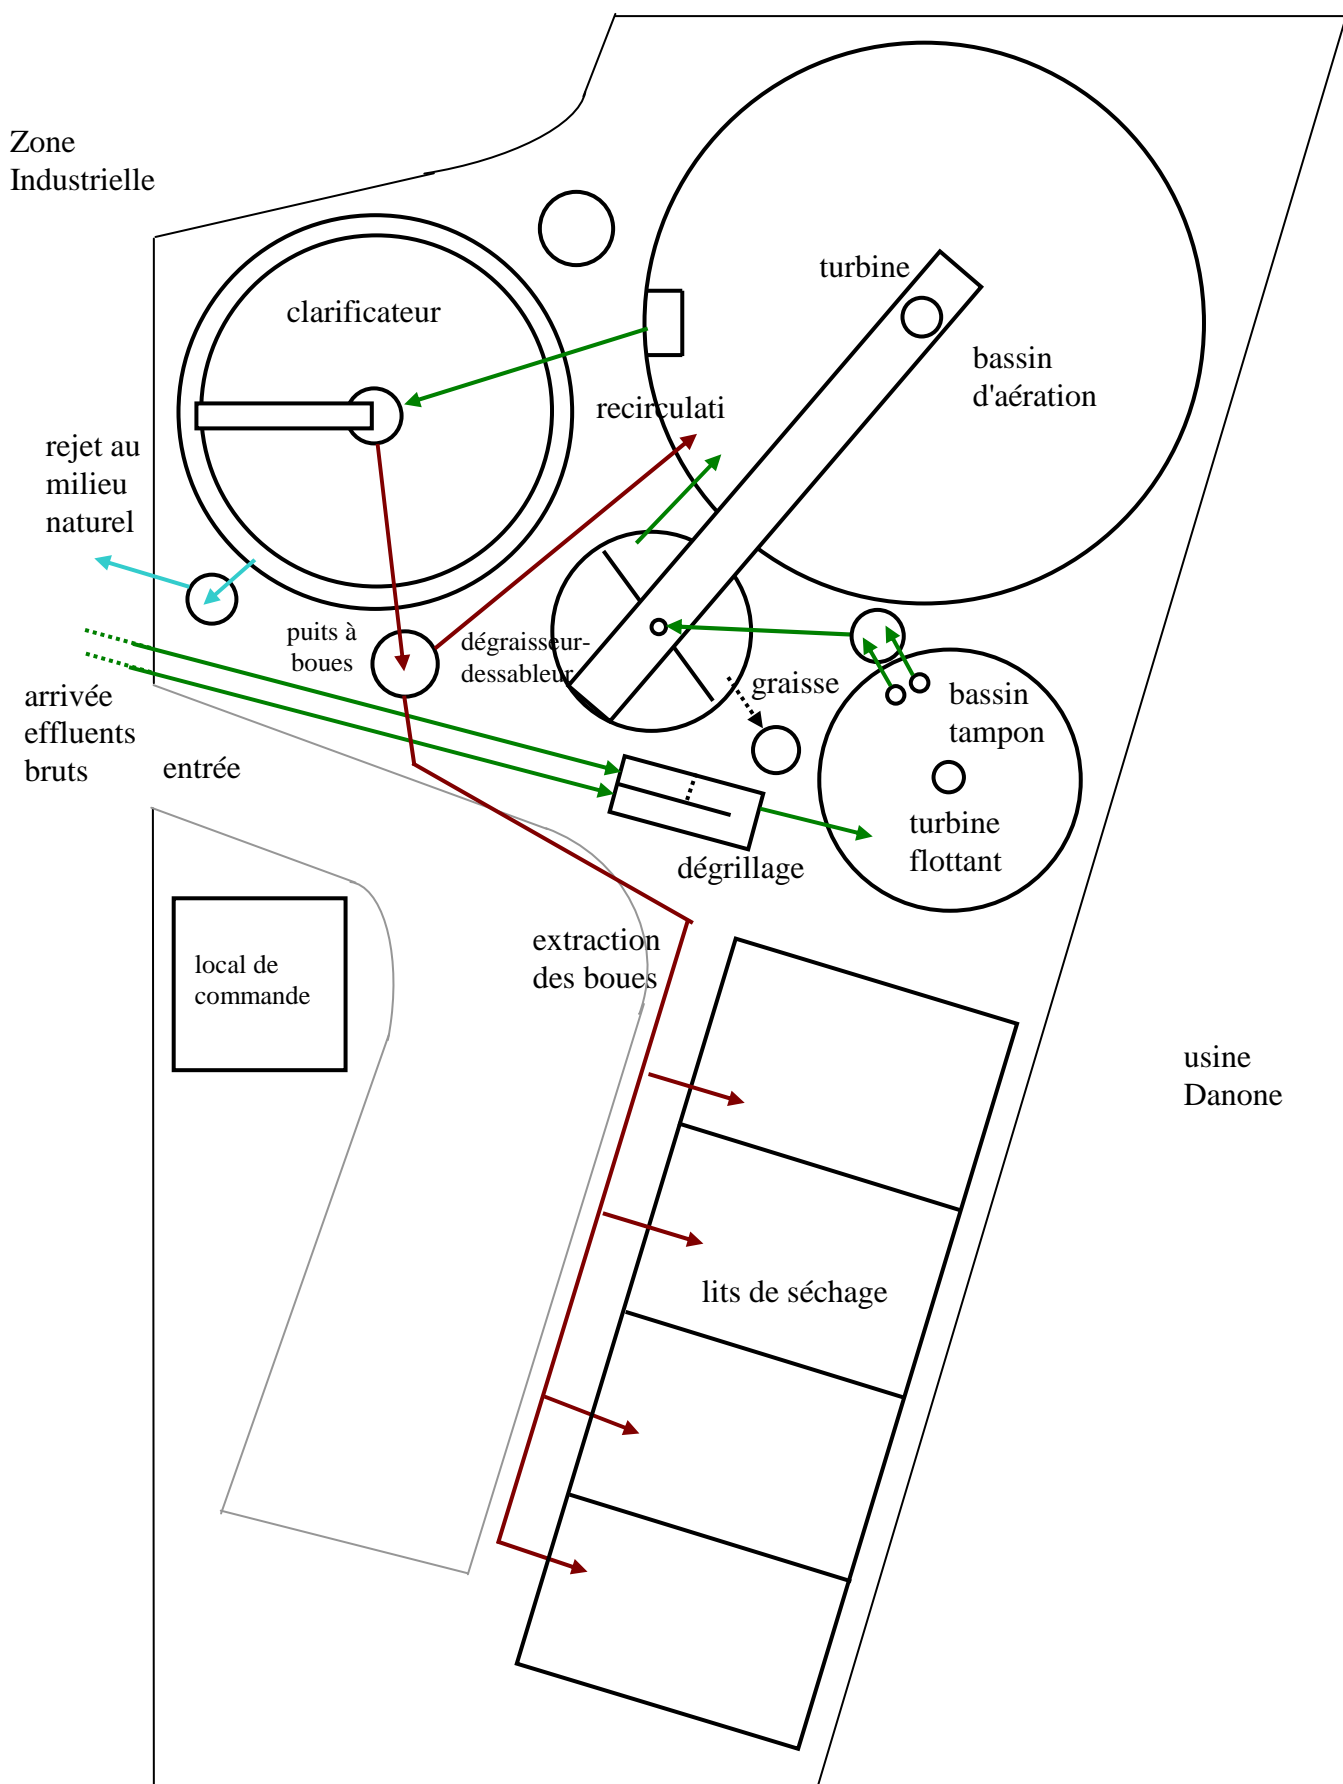 Zone
Industrielle
turbine
clarificateur
bassin
d'aération
recirculati
rejet au
milieu
naturel
puits à
boues
dégraisseur-
dessableur
graisse
bassin
tampon
arrivée
effluents
bruts
entrée
turbine
flottant
dégrillage
extraction
des boues
local de
commande
usine
Danone
lits de séchage